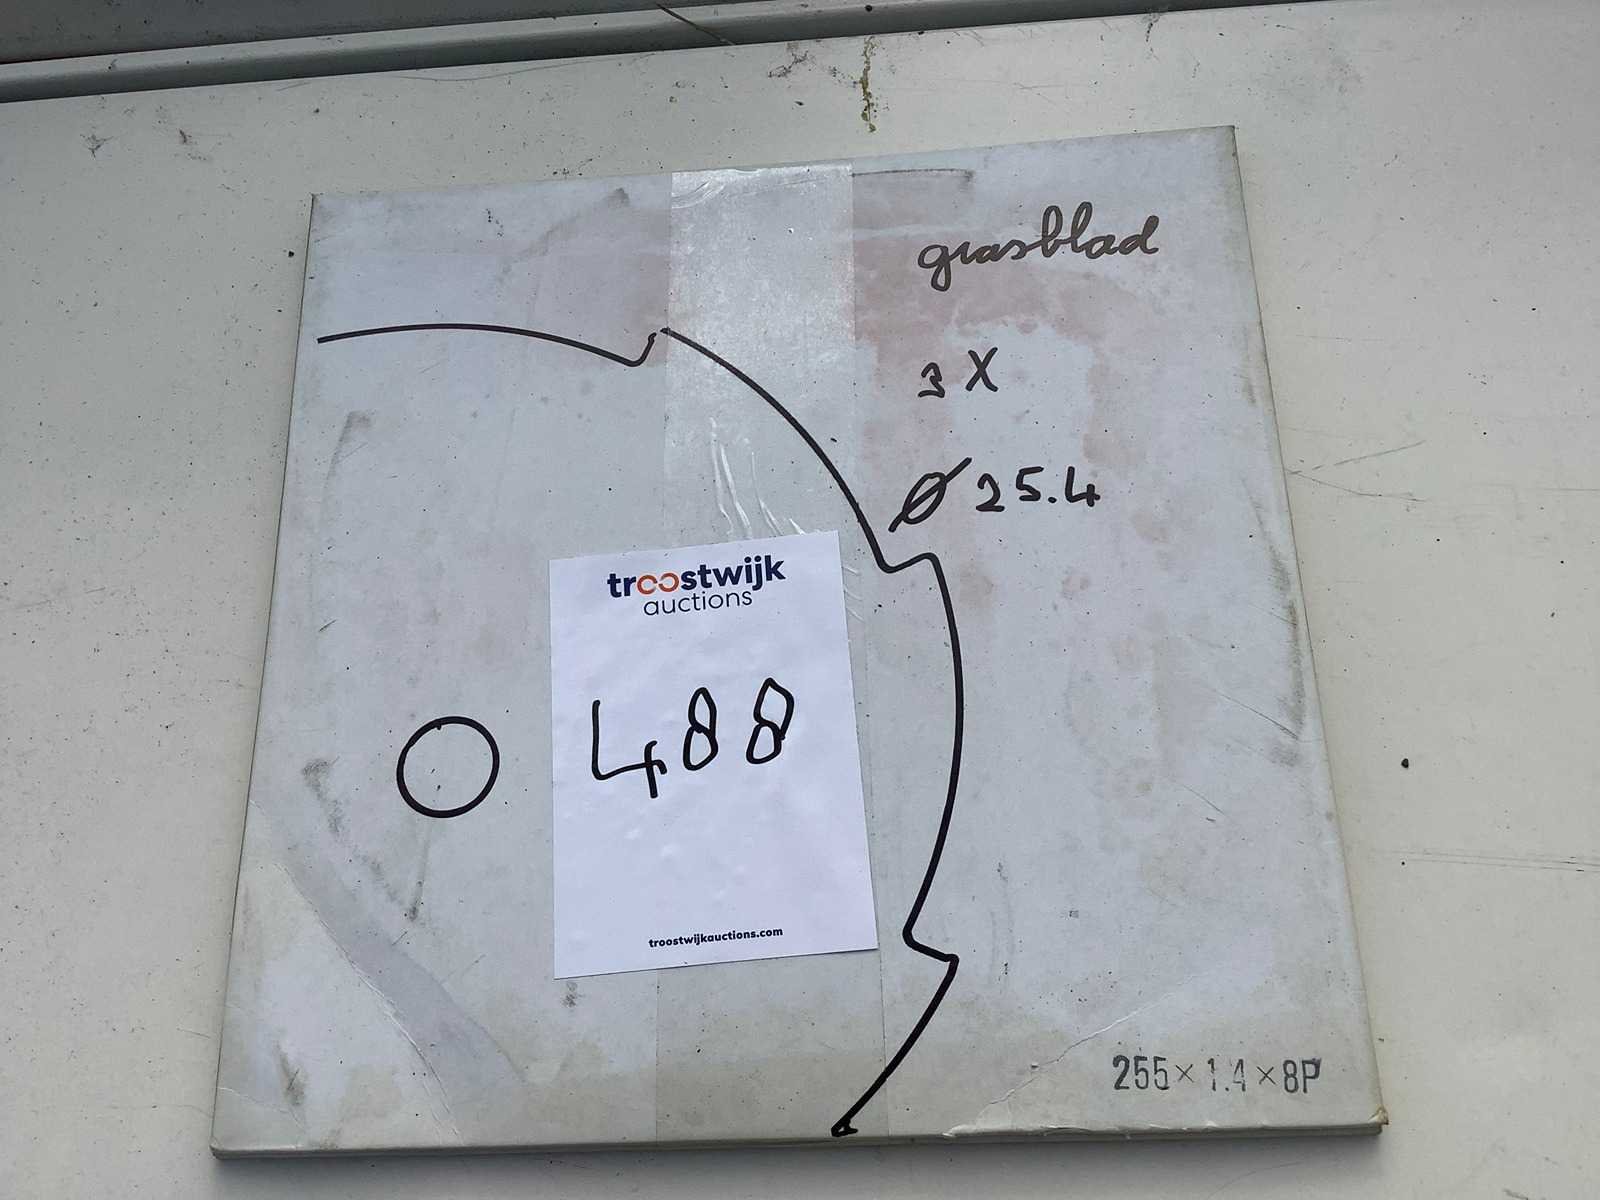 grasblad
3 X
Ø 25.4
troostwijk
auctions
488
troostwijkauctions.com
255 × 1.4 × 8P